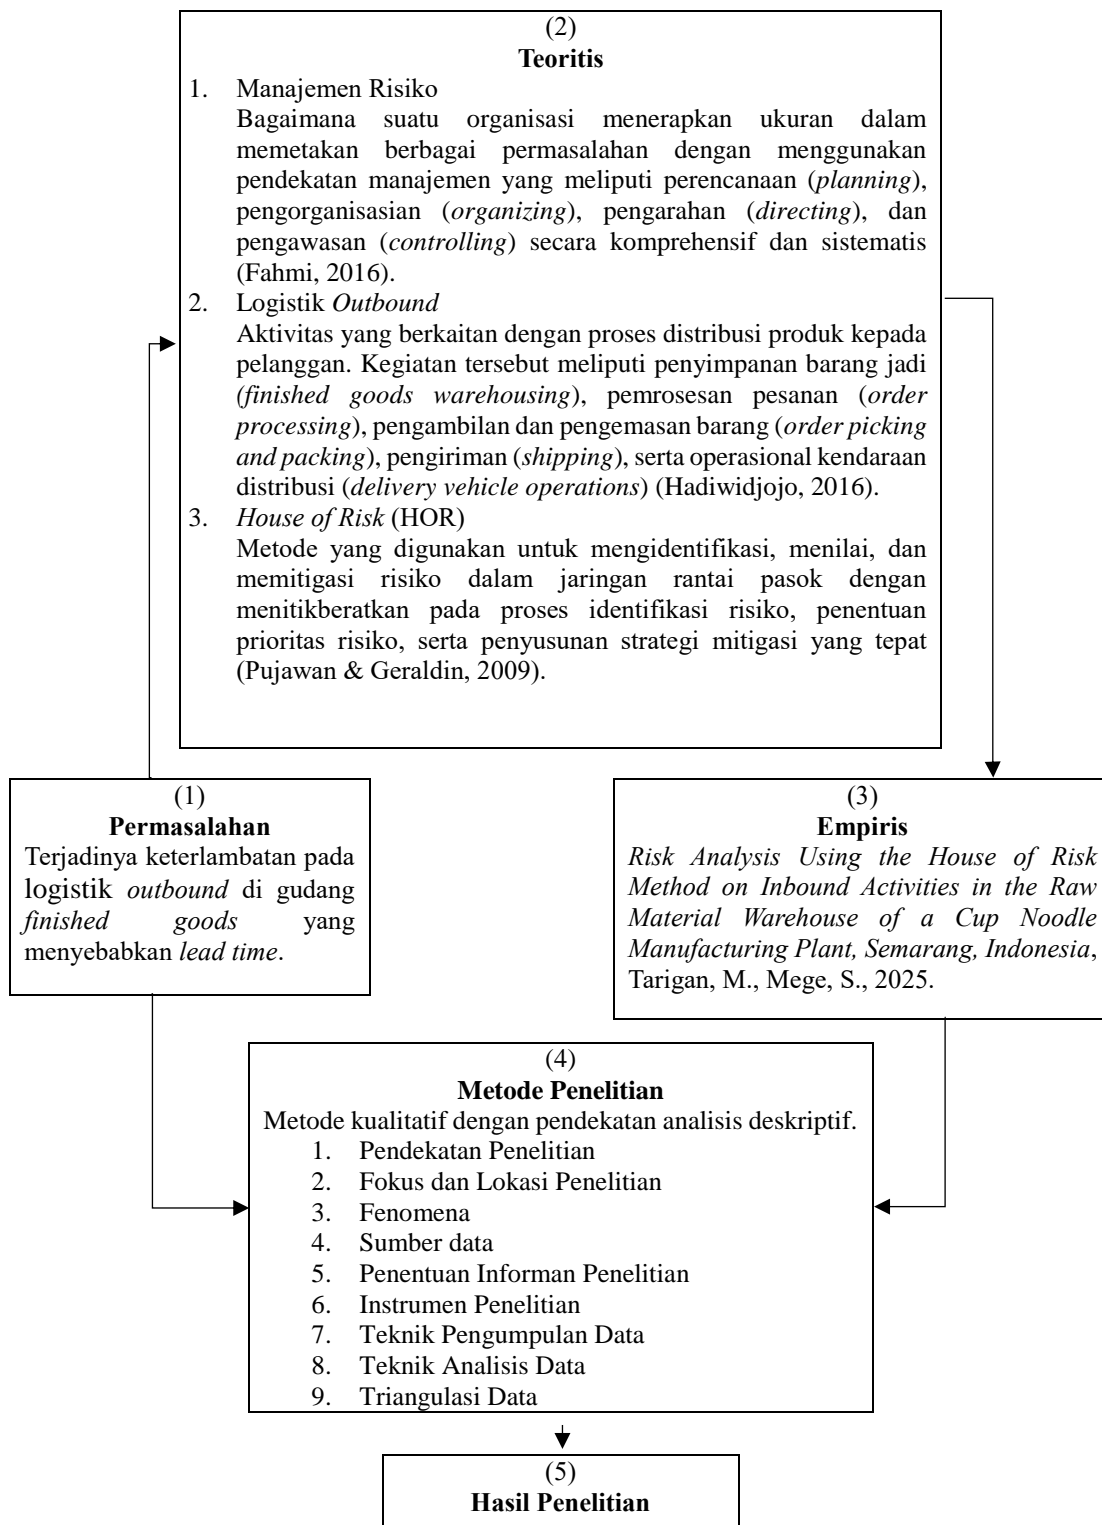 (2)
Teoritis
1. Manajemen Risiko
Bagaimana suatu organisasi menerapkan ukuran dalam
memetakan berbagai permasalahan dengan menggunakan
pendekatan manajemen yang meliputi perencanaan (planning),
pengorganisasian (organizing), pengarahan (directing), dan
pengawasan (controlling) secara komprehensif dan sistematis
(Fahmi, 2016).
2. Logistik Outbound
Aktivitas yang berkaitan dengan proses distribusi produk kepada
pelanggan. Kegiatan tersebut meliputi penyimpanan barang jadi
(finished goods warehousing), pemrosesan pesanan (order
processing), pengambilan dan pengemasan barang (order picking
and packing), pengiriman (shipping), serta operasional kendaraan
distribusi (delivery vehicle operations) (Hadiwidjojo, 2016).
3. House of Risk (HOR)
Metode yang digunakan untuk mengidentifikasi, menilai, dan
memitigasi risiko dalam jaringan rantai pasok dengan
menitikberatkan pada proses identifikasi risiko, penentuan
prioritas risiko, serta penyusunan strategi mitigasi yang tepat
(Pujawan & Geraldin, 2009).
(1)
Permasalahan
Terjadinya keterlambatan pada
logistik outbound di gudang
finished goods yang
menyebabkan lead time.
(3)
Empiris
Risk Analysis Using the House of Risk
Method on Inbound Activities in the Raw
Material Warehouse of a Cup Noodle
Manufacturing Plant, Semarang, Indonesia,
Tarigan, M., Mege, S., 2025.
(4)
Metode Penelitian
Metode kualitatif dengan pendekatan analisis deskriptif.
1. Pendekatan Penelitian
2. Fokus dan Lokasi Penelitian
3. Fenomena
4. Sumber data
5. Penentuan Informan Penelitian
6. Instrumen Penelitian
7. Teknik Pengumpulan Data
8. Teknik Analisis Data
9. Triangulasi Data
(5)
Hasil Penelitian